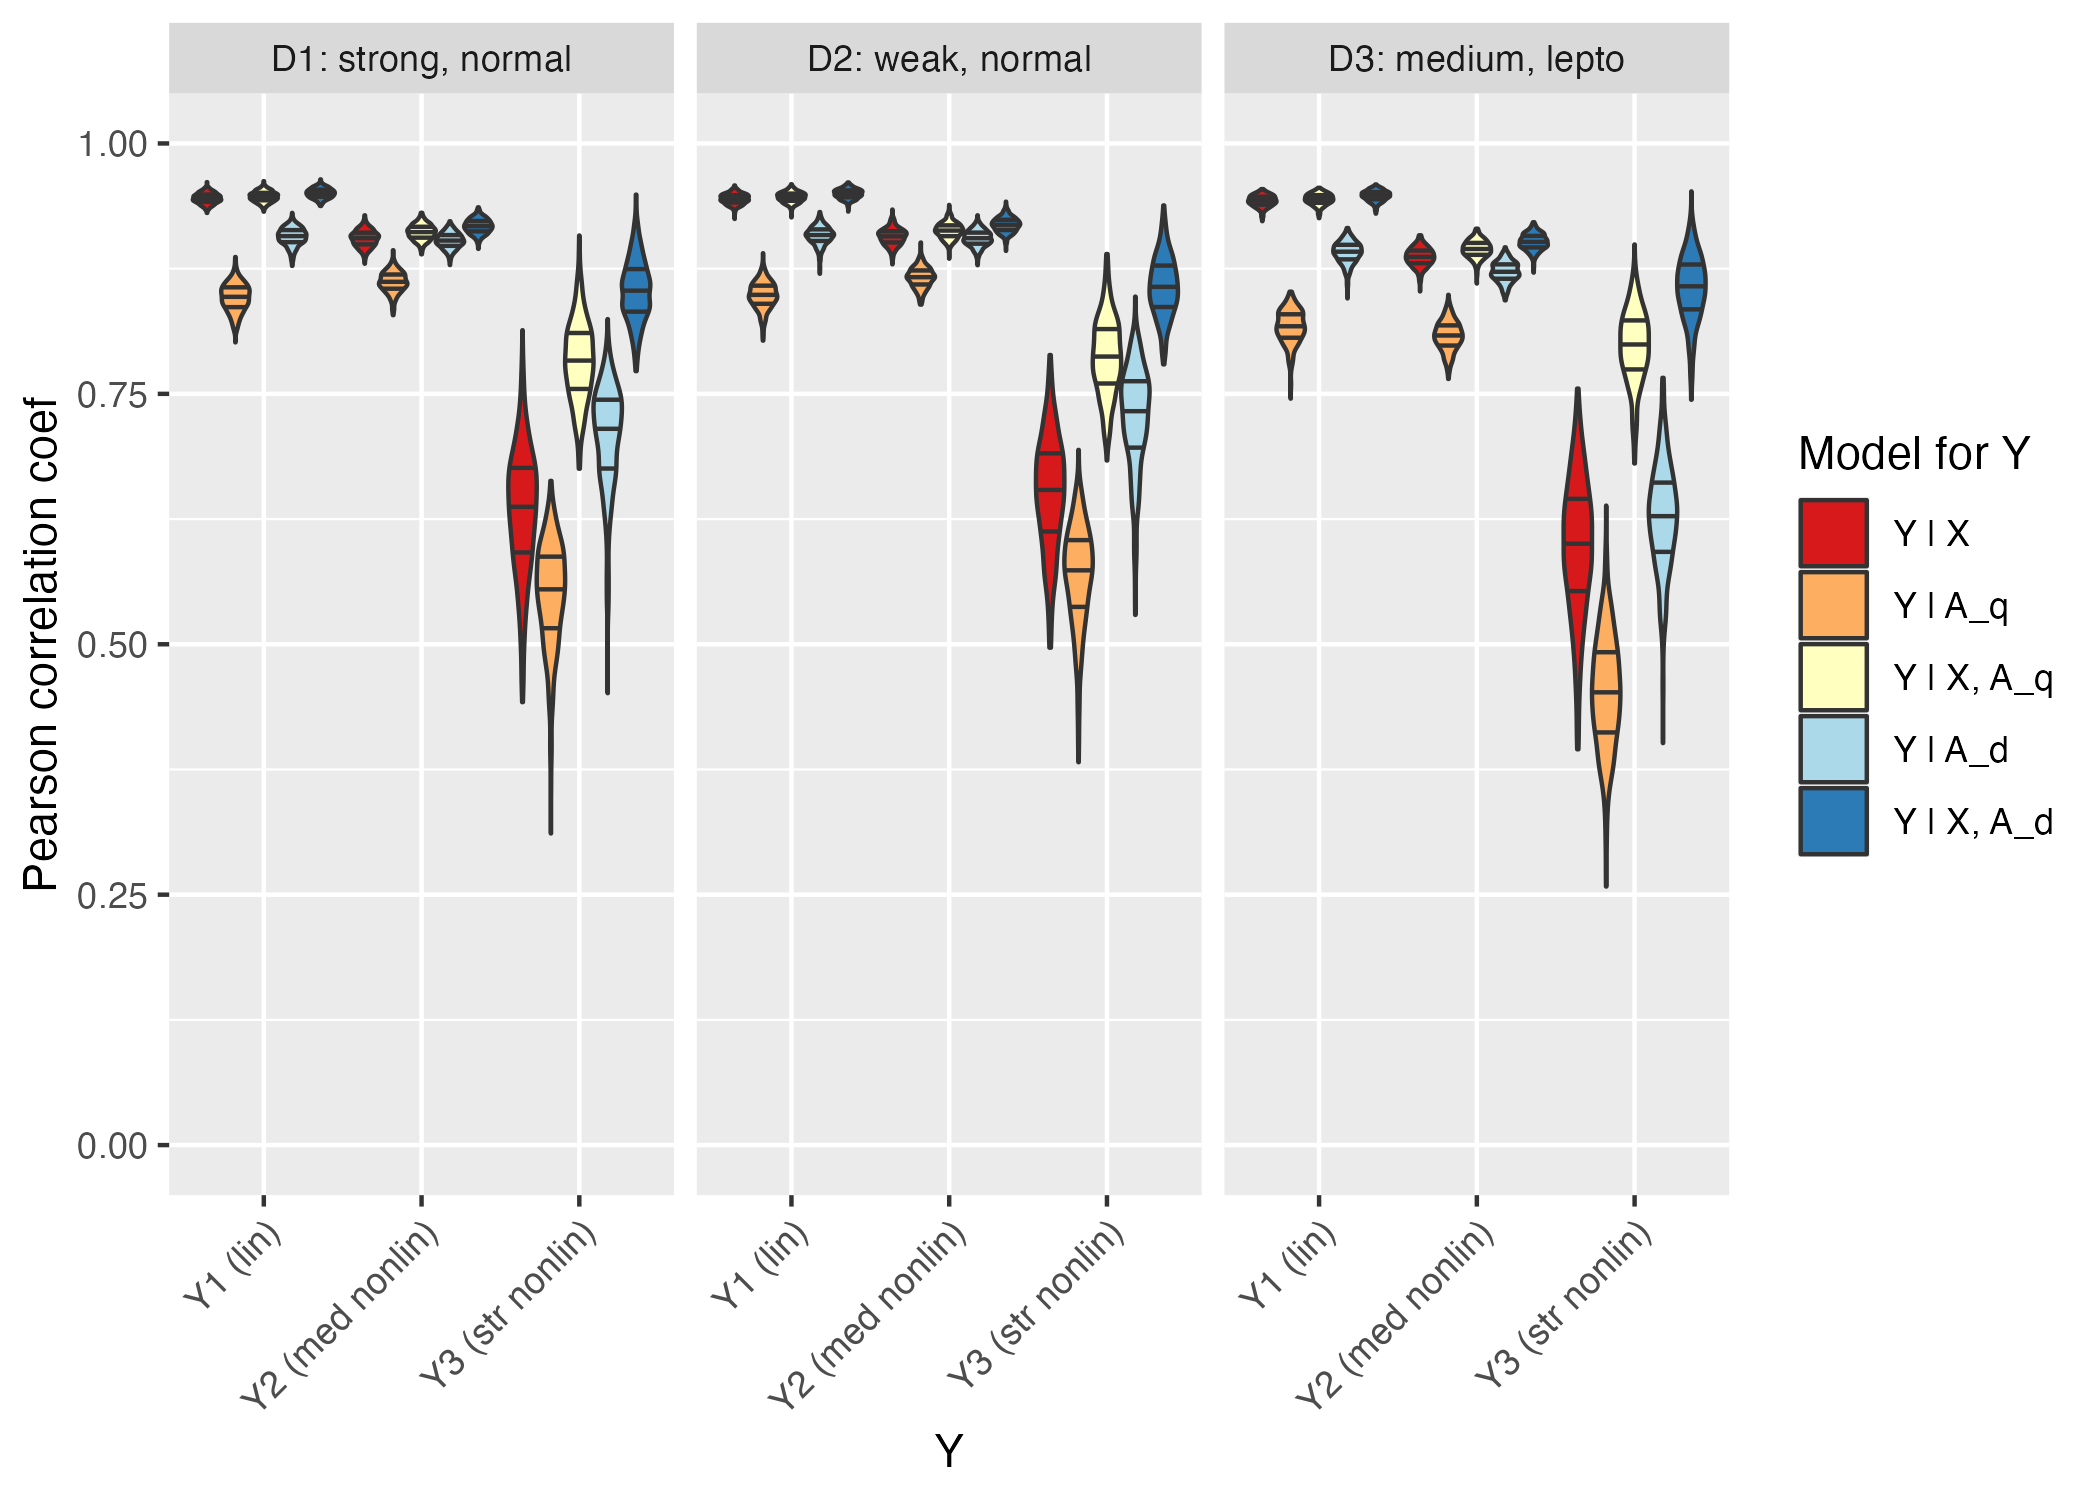 D1: strong, normal
D2: weak, normal
D3: medium, lepto
Pearson correlation coef
1.00
0.75
0.50
0.25
0.00
Y1 (lin)
Y2 (med nonlin)
Y3 (str nonlin)
Y1 (lin)
Y2 (med nonlin)
Y3 (str nonlin)
Y1 (lin)
Y2 (med nonlin)
Y3 (str nonlin)
Y
Model for Y
Y | X
Y | A_q
Y | X, A_q
Y | A_d
Y | X, A_d